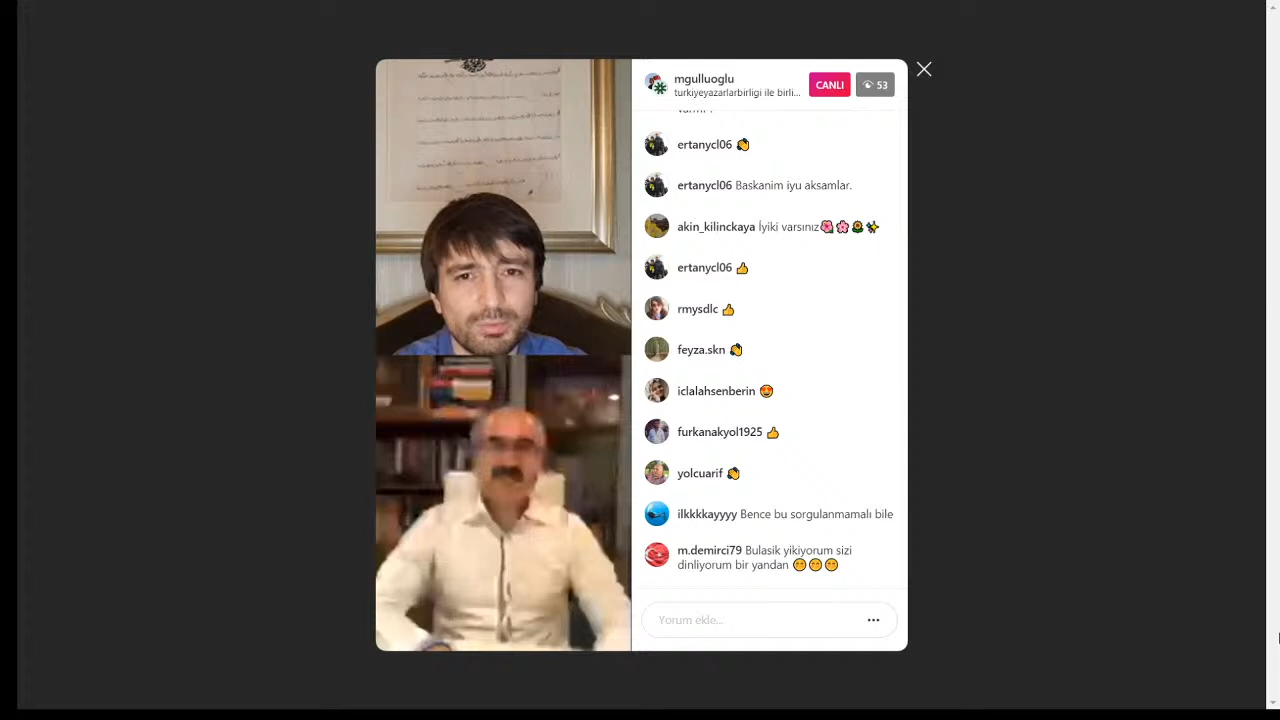 mgulluoglu
turkiyeyazarlarbirligi ile birli...
CANLI
53
ertanycl06 👏
ertanycl06 Baskanim iyu aksamlar.
akin_kilinckaya İyiki varsınız🌺🌸🌻✨
ertanycl06 👍
rmysdlc 👍
feyza.skn 👏
iclalahsenberin 😍
furkanakyol1925 👍
yolcuarif 👏
ilkkkkayyyy Bence bu sorgulanmamalı bile
m.demirci79 Bulasik yikiyorum sizi
dinliyorum bir yandan 🤭🤭🤭
Yorum ekle...